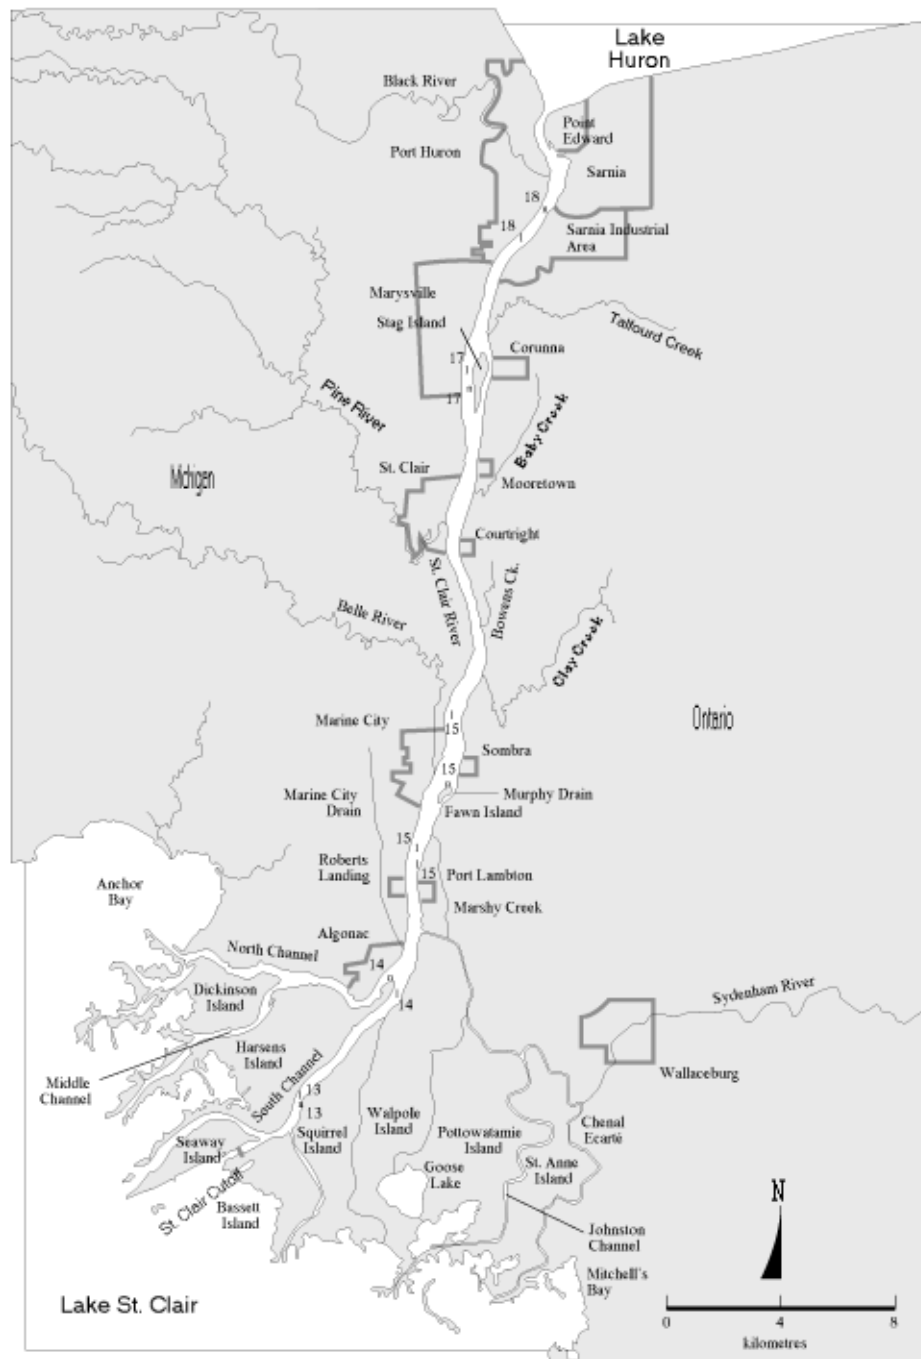 Lake
Huron
Black River
Point
Edward
Port Huron
Sarnia
18
18
Sarnia Industrial
Area
Marysville
Stag Island
Talfourd Creek
Corunna
17
17
Pine River
Baby Creek
St. Clair
Michigen
Mooretown
Courtright
St. Clair River
Bowens Ck.
Belle River
Clay Creek
Marine City
15
Ontario
Sombra
15
Marine City
Drain
Murphy Drain
Fawn Island
15
Roberts
Landing
15
Port Lambton
Anchor
Bay
Marshy Creek
Algonac
North Channel
14
Dickinson
Island
14
Sydenham River
Harsens
Island
Middle
Channel
South Channel
Wallaceburg
13
13
Squirrel
Island
Walpole
Island
Pottowatamie
Island
Chenal
Ecarté
Seaway
Island
St. Clair Cutoff
Bassett
Island
Goose
Lake
St. Anne
Island
N
Johnston
Channel
Mitchell's
Bay
Lake St. Clair
0 4 8
kilometres